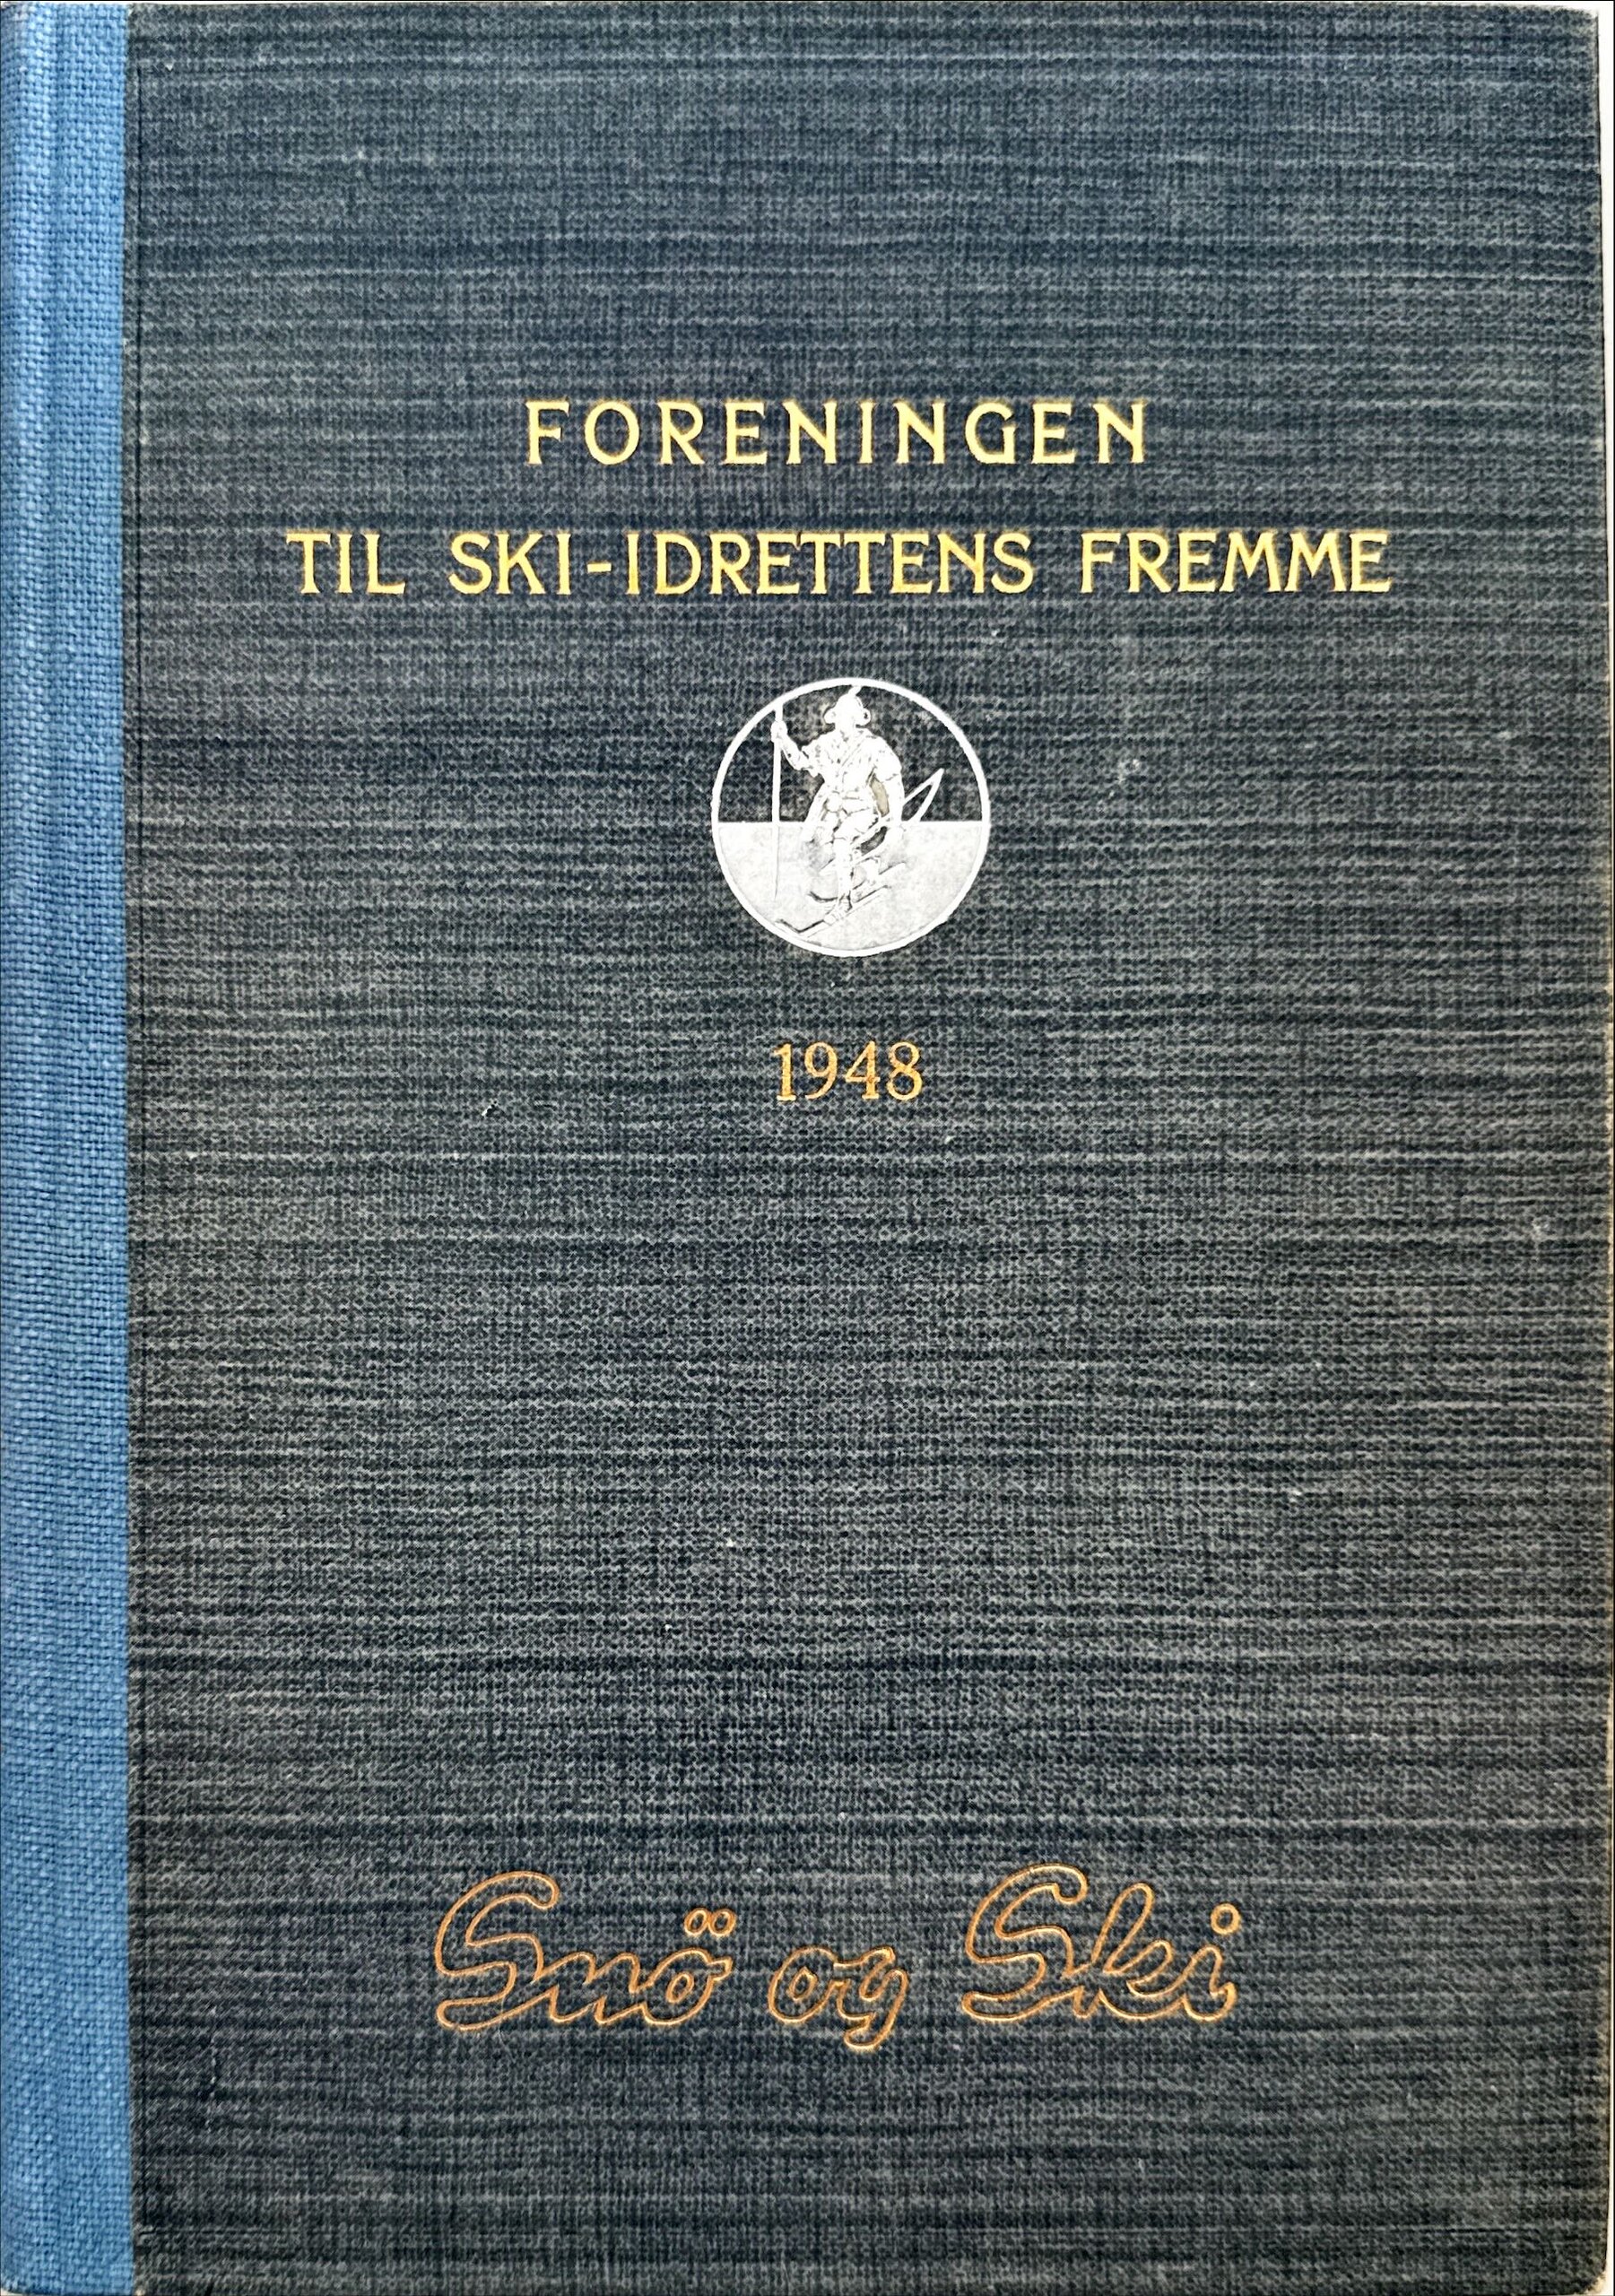 FORENINGEN
TIL SKI-IDRETTENS FREMME
1948
Snö og Ski